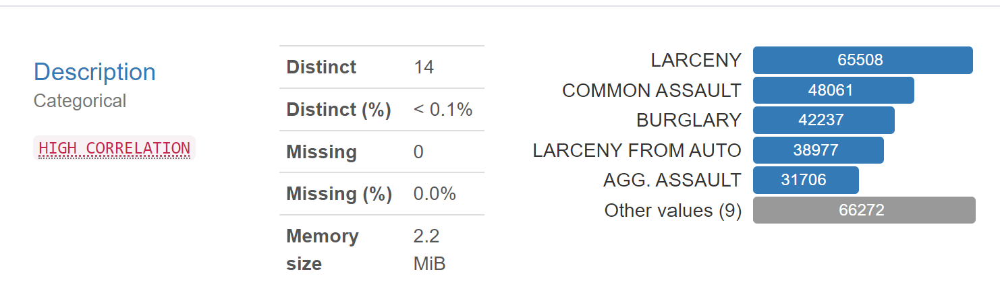 Description
Categorical
HIGH CORRELATION
Distinct 14
Distinct (%) < 0.1%
Missing 0
Missing (%) 0.0%
Memory 2.2
size MiB
LARCENY 65508
COMMON ASSAULT 48061
BURGLARY 42237
LARCENY FROM AUTO 38977
AGG. ASSAULT 31706
Other values (9) 66272